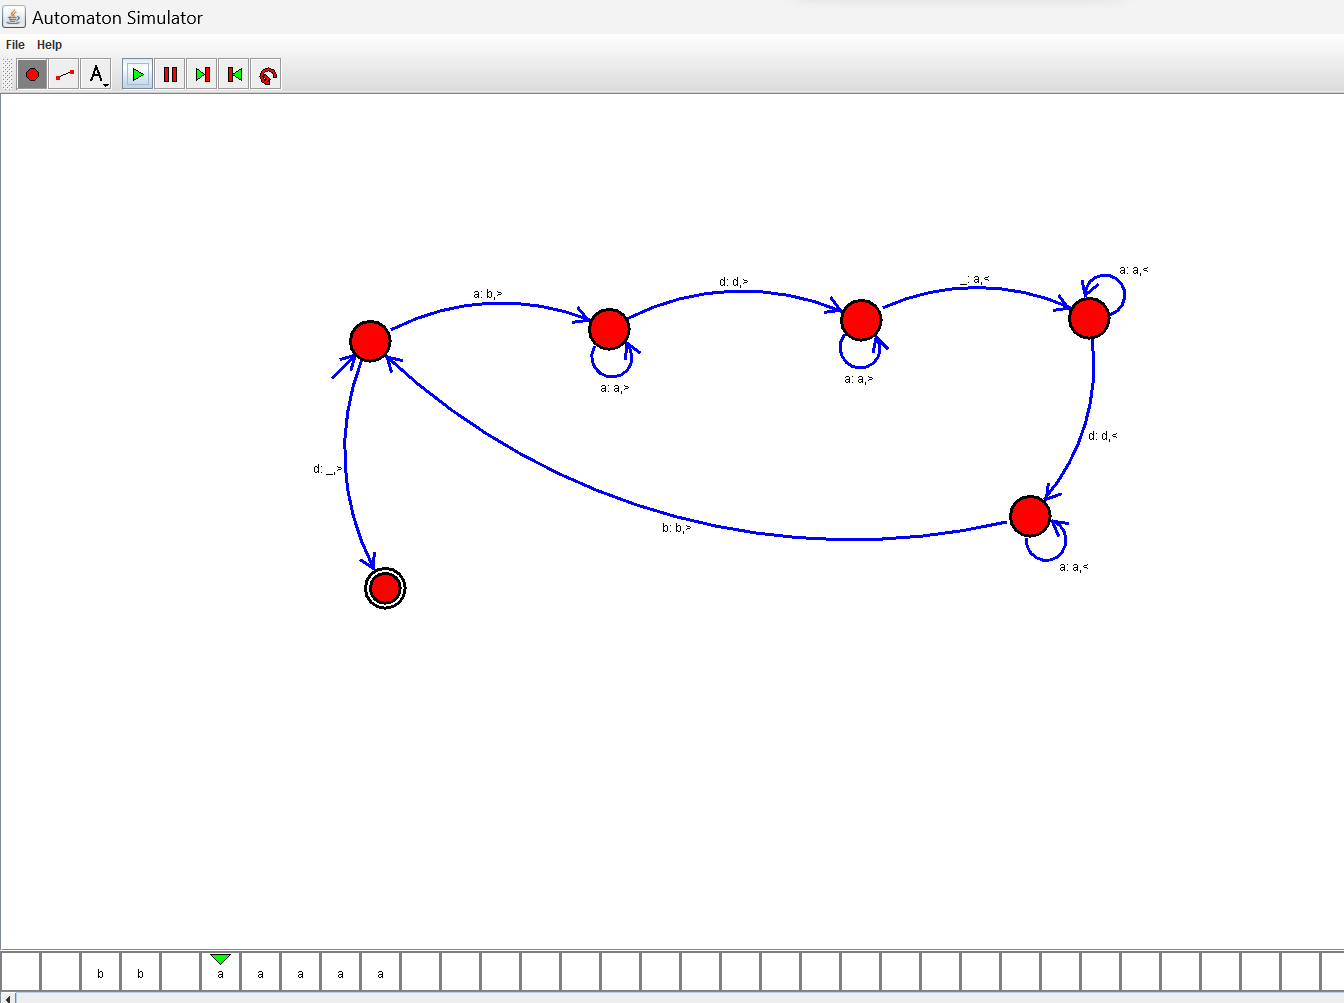 Automaton Simulator
File Help
A
a: a,<
_: a,<
d: d,>
a: b,>
a: a,>
a: a,>
d: d,<
d: _,>
b: b,>
a: a,<
b b a a a a a